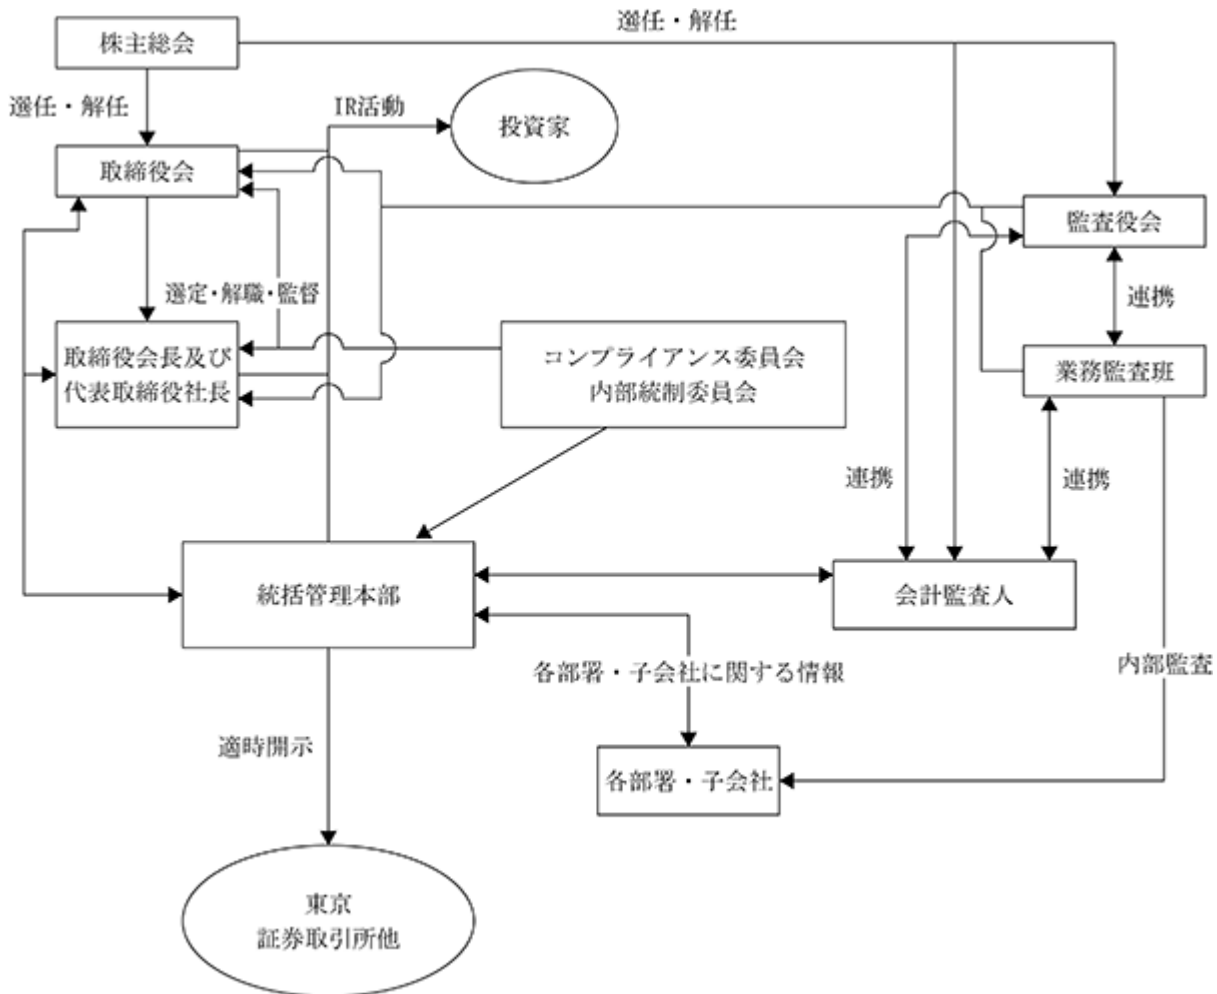 選任・解任
株主総会
選任・解任
IR活動
投資家
取締役会
監査役会
選定・解職・監督
連携
取締役会長及び
代表取締役社長
コンプライアンス委員会
内部統制委員会
業務監査班
連携
連携
統括管理本部
会計監査人
各部署・子会社に関する情報
内部監査
適時開示
各部署・子会社
東京
証券取引所他